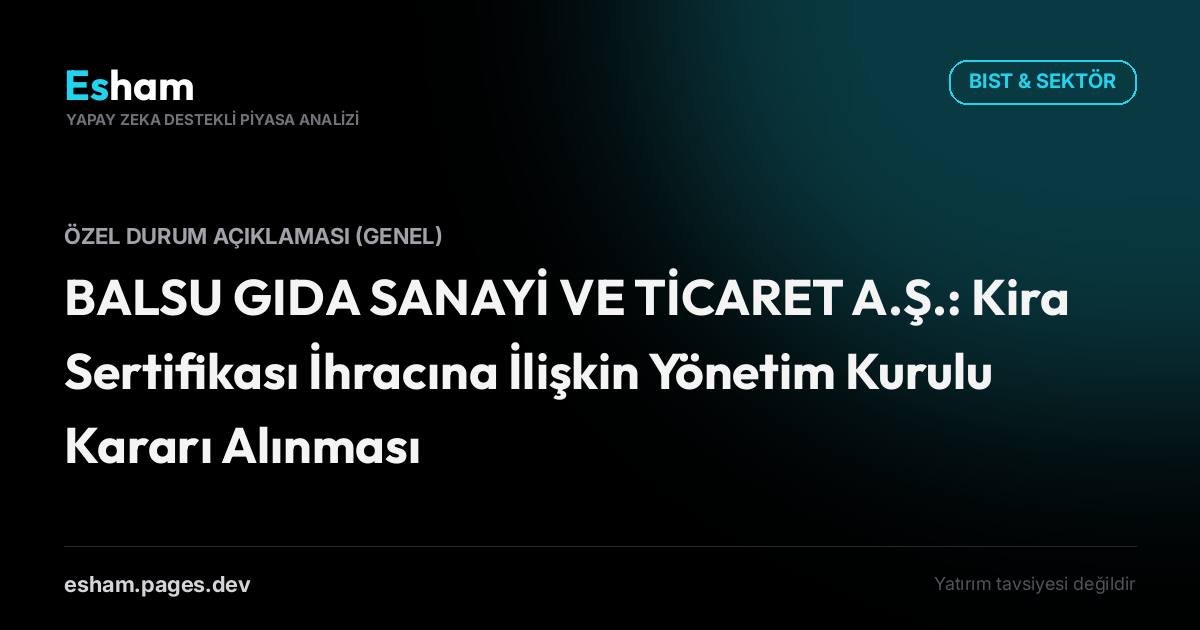 Esham
BIST & SEKTÖR
YAPAY ZEKA DESTEKLİ PİYASA ANALİZİ
ÖZEL DURUM AÇIKLAMASI (GENEL)
BALSU GIDA SANAYİ VE TİCARET A.Ş.: Kira
Sertifikası İhracına İlişkin Yönetim Kurulu
Kararı Alınması
esham.pages.dev
Yatırım tavsiyesi değildir